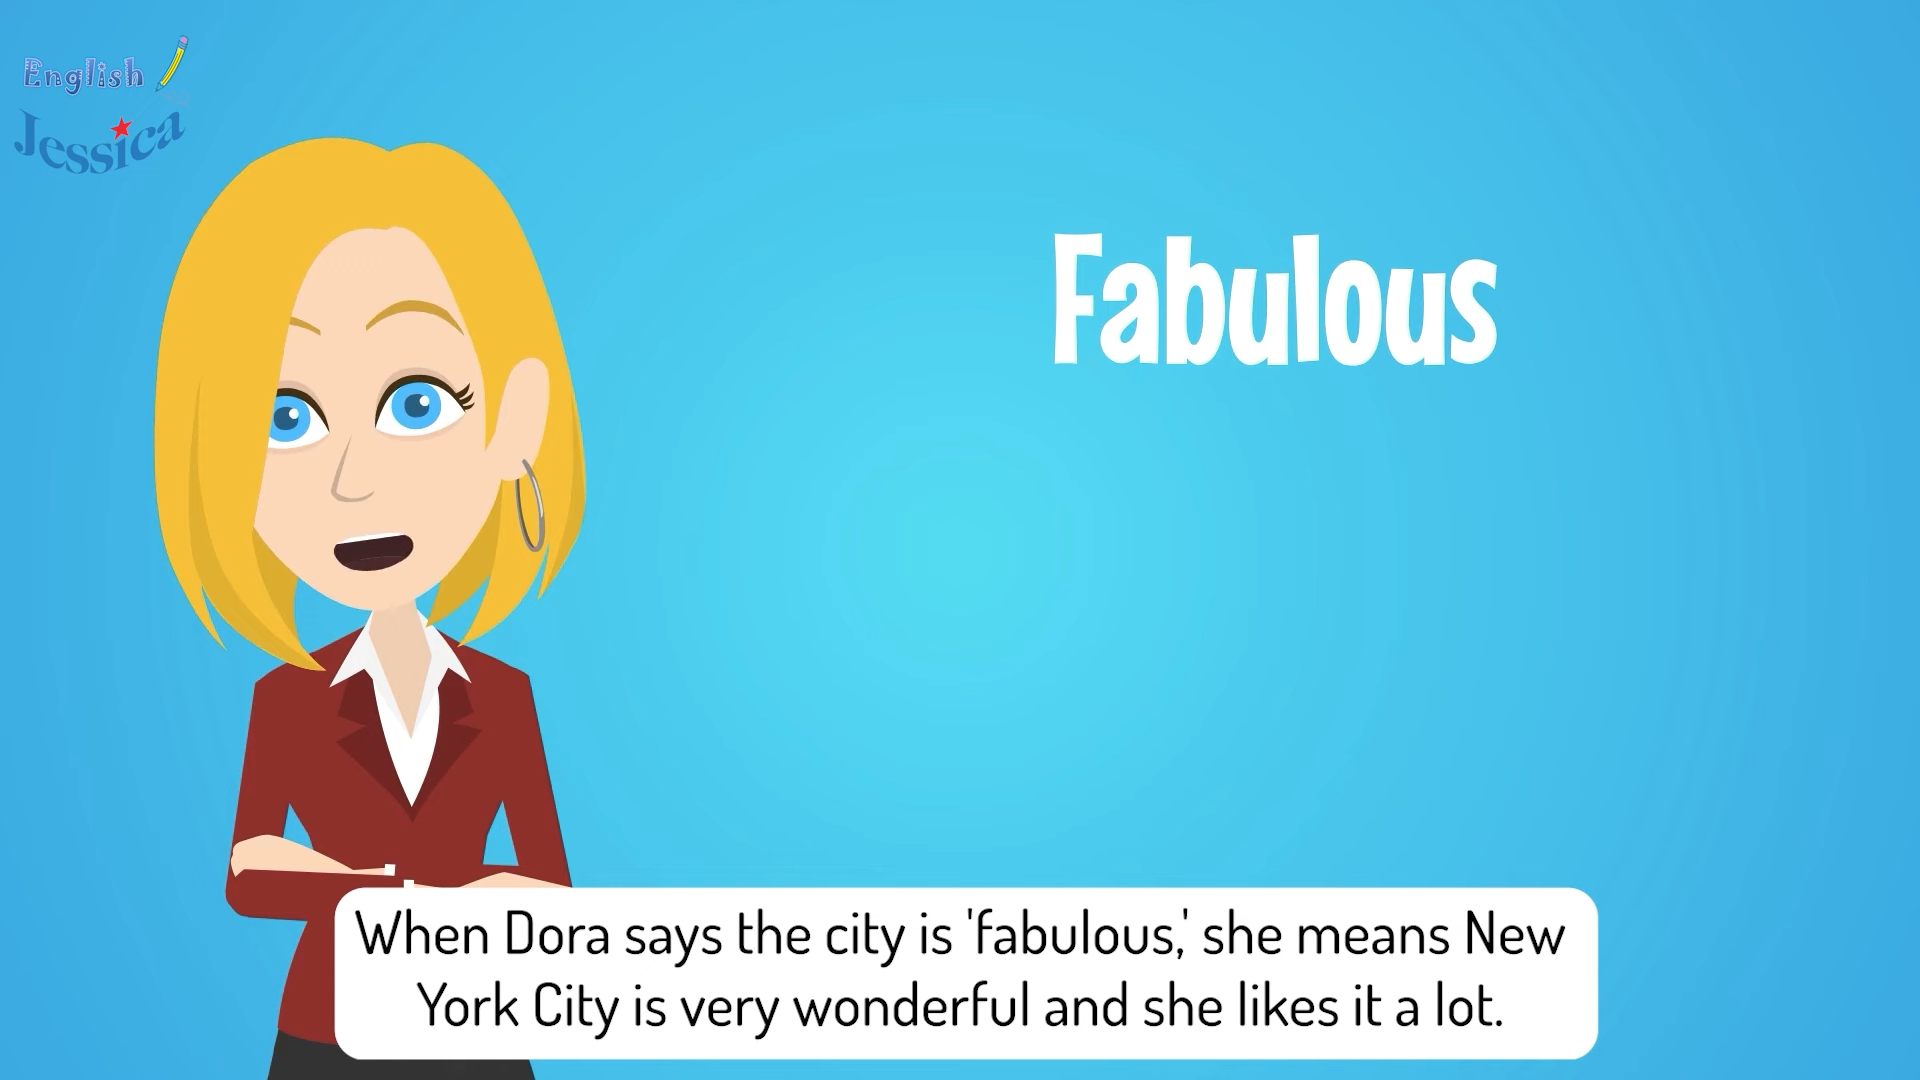 English
Jessica
Fabulous
When Dora says the city is 'fabulous,' she means New
York City is very wonderful and she likes it a lot.